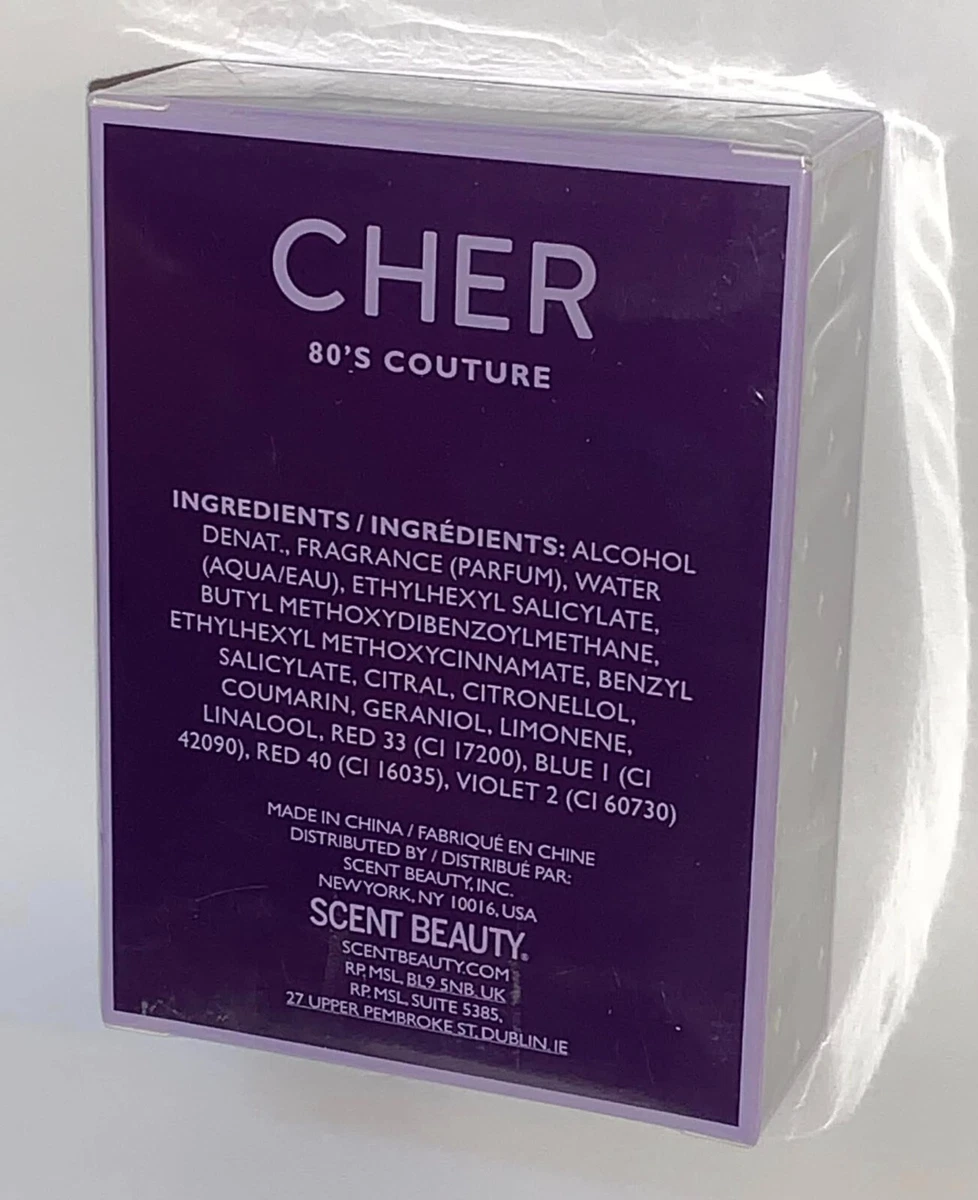 CHER
80'S COUTURE
INGREDIENTS / INGRÉDIENTS: ALCOHOL
DENAT., FRAGRANCE (PARFUM), WATER
(AQUA/EAU), ETHYLHEXYL SALICYLATE,
BUTYL METHOXYDIBENZOYLMETHANE,
ETHYLHEXYL METHOXYCINNAMATE, BENZYL
SALICYLATE, CITRAL, CITRONELLOL,
COUMARIN, GERANIOL, LIMONENE,
LINALOOL, RED 33 (CI 17200), BLUE 1 (CI
42090), RED 40 (CI 16035), VIOLET 2 (CI 60730)
MADE IN CHINA / FABRIQUÉ EN CHINE
DISTRIBUTED BY / DISTRIBUÉ PAR:
SCENT BEAUTY, INC.
NEW YORK, NY 10016, USA
SCENT BEAUTY®
SCENTBEAUTY.COM
RP, MSL, BL9 5NB, UK
RP, MSL, SUITE 5385,
27 UPPER PEMBROKE ST, DUBLIN, IE